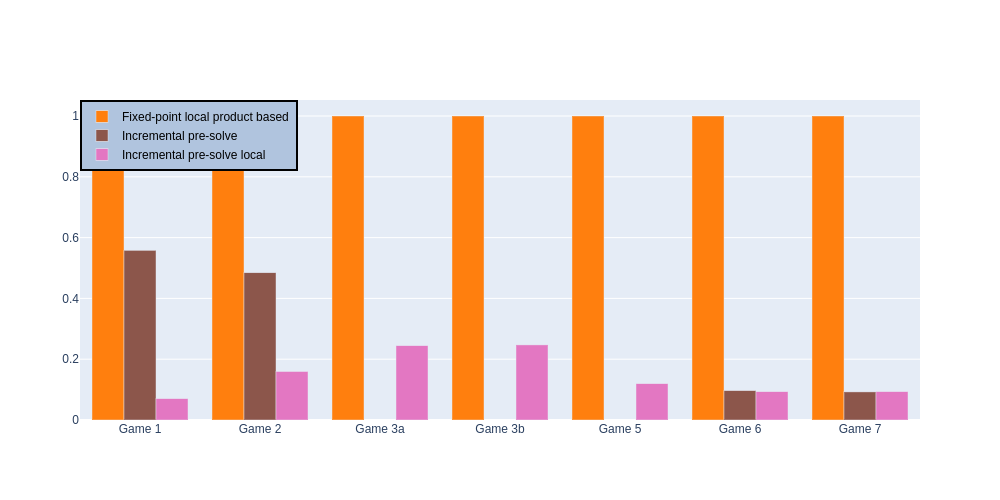 Fixed-point local product based
Incremental pre-solve
Incremental pre-solve local
1
0.8
0.6
0.4
0.2
0
Game 1 Game 2 Game 3a Game 3b Game 5 Game 6 Game 7